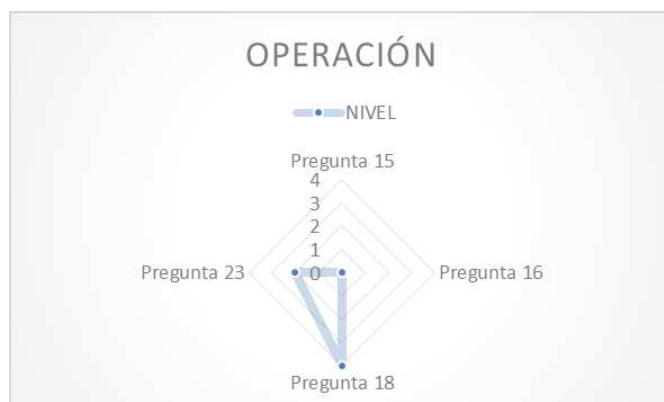 OPERACIÓN
NIVEL
Pregunta 15
4
3
2
1
0
Pregunta 23
Pregunta 16
Pregunta 18